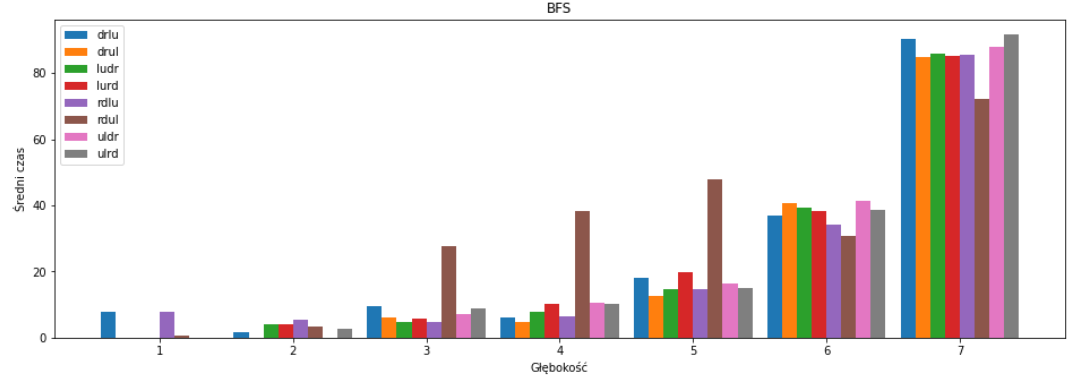 BFS
drlu
drul
ludr
lurd
rdlu
rdul
uldr
ulrd
Średni czas
80
60
40
20
0
1 2 3 4 5 6 7
Głębokość